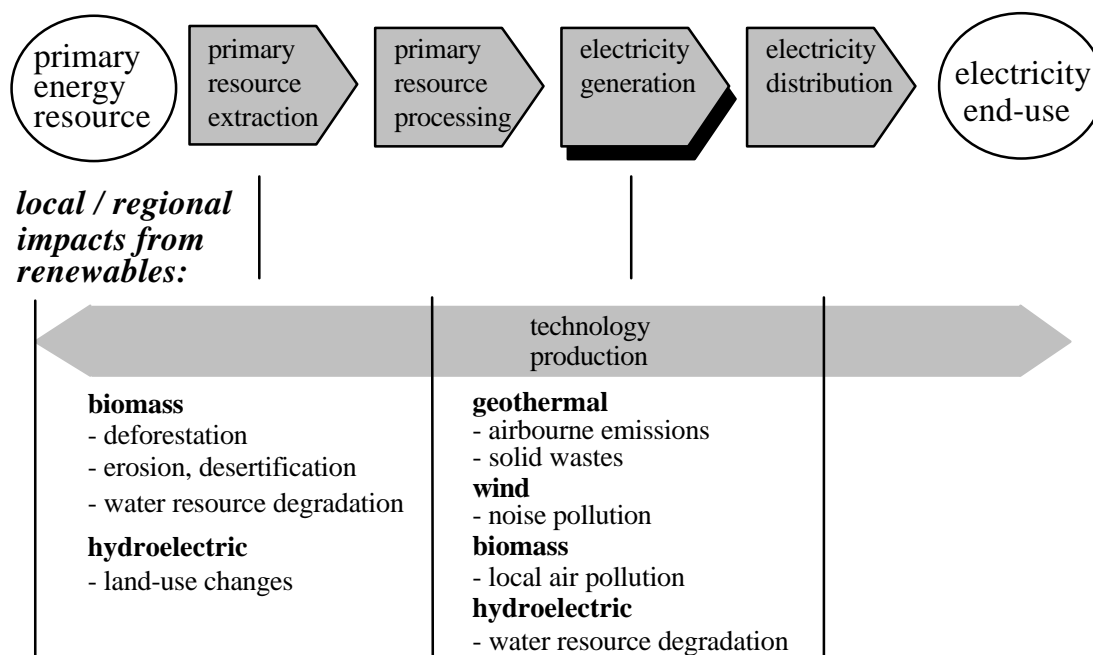 primary
energy
resource
primary
resource
extraction
primary
resource
processing
electricity
generation
electricity
distribution
electricity
end-use
local / regional
impacts from
renewables:
technology
production
biomass
- deforestation
- erosion, desertification
- water resource degradation
hydroelectric
- land-use changes
geothermal
- airbourne emissions
- solid wastes
wind
- noise pollution
biomass
- local air pollution
hydroelectric
- water resource degradation